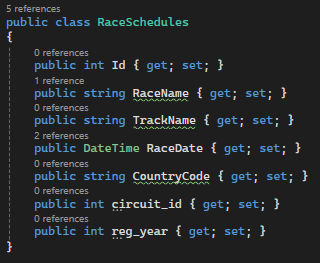 5 references
public class RaceSchedules
{
0 references
public int Id { get; set; }
1 reference
public string RaceName { get; set; }
0 references
public string TrackName { get; set; }
2 references
public DateTime RaceDate { get; set; }
0 references
public string CountryCode { get; set; }
0 references
public int circuit_id { get; set; }
0 references
public int reg_year { get; set; }
}